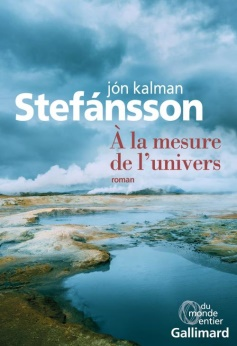 jón kalman
Stefánsson
À la mesure
de l'univers
roman
du
monde
entier
Gallimard